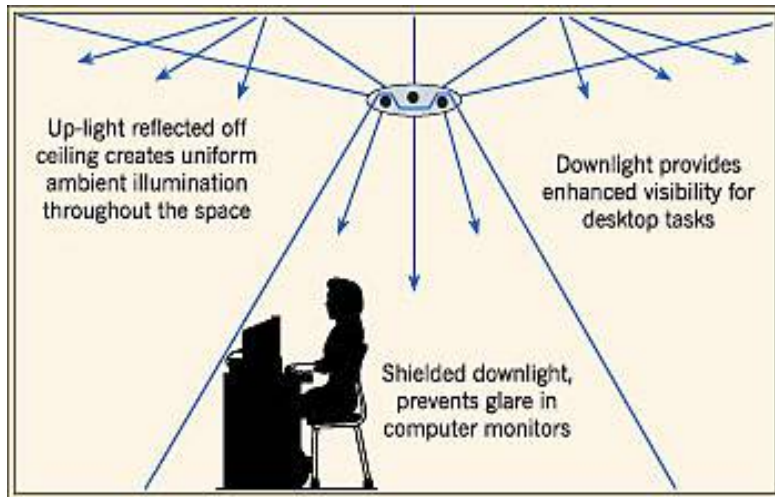 Up-light reflected off
ceiling creates uniform
ambient illumination
throughout the space
Downlight provides
enhanced visibility for
desktop tasks
Shielded downlight,
prevents glare in
computer monitors